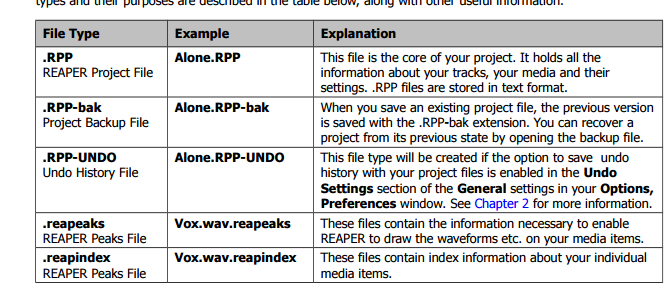 types and their purposes are described in the table below, along with other useful information.
File Type Example Explanation
.RPP Alone.RPP This file is the core of your project. It holds all the
REAPER Project File information about your tracks, your media and their
settings. .RPP files are stored in text format.
.RPP-bak Alone.RPP-bak When you save an existing project file, the previous version
Project Backup File is saved with the .RPP-bak extension. You can recover a
project from its previous state by opening the backup file.
.RPP-UNDO Alone.RPP-UNDO This file type will be created if the option to save undo
Undo History File history with your project files is enabled in the Undo
Settings section of the General settings in your Options,
Preferences window. See Chapter 2 for more information.
.reapeaks Vox.wav.reapeaks These files contain the information necessary to enable
REAPER Peaks File REAPER to draw the waveforms etc. on your media items.
.reapindex Vox.wav.reapindex These files contain index information about your individual
REAPER Peaks File media items.